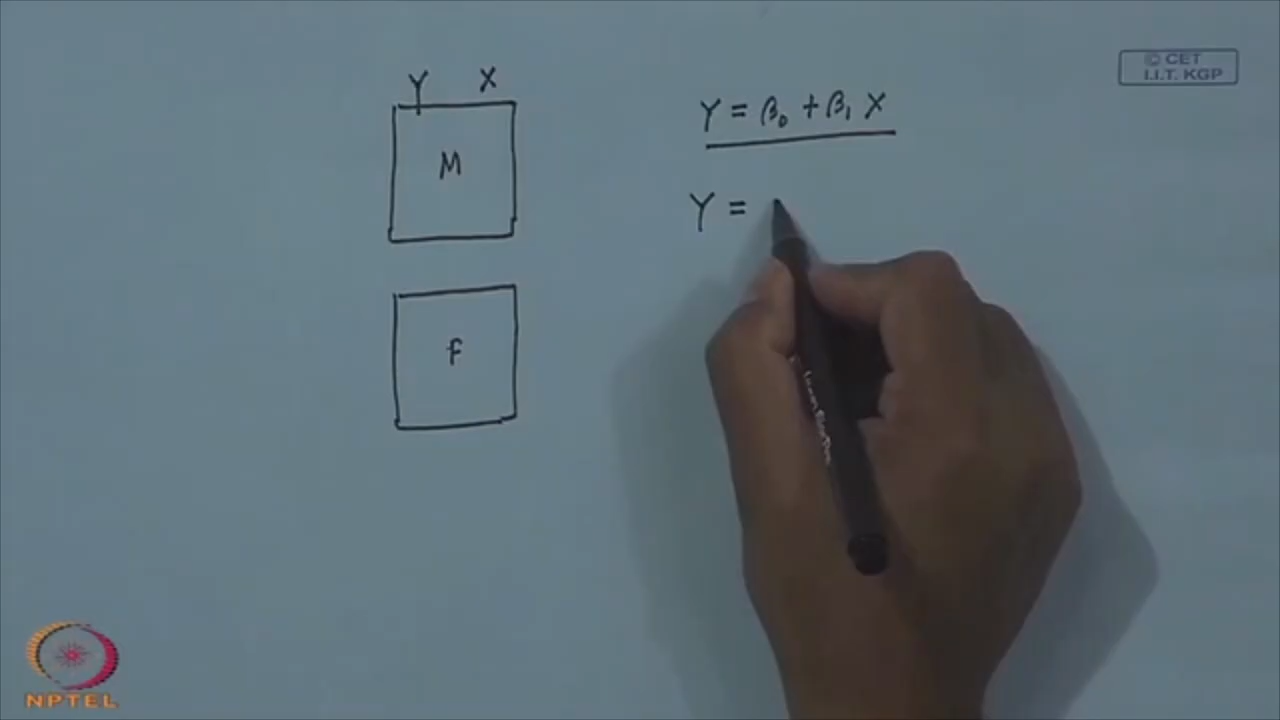 © CET
I.I.T. KGP
Y X
Y = β₀ + β₁ X
M
Y =
F
NPTEL